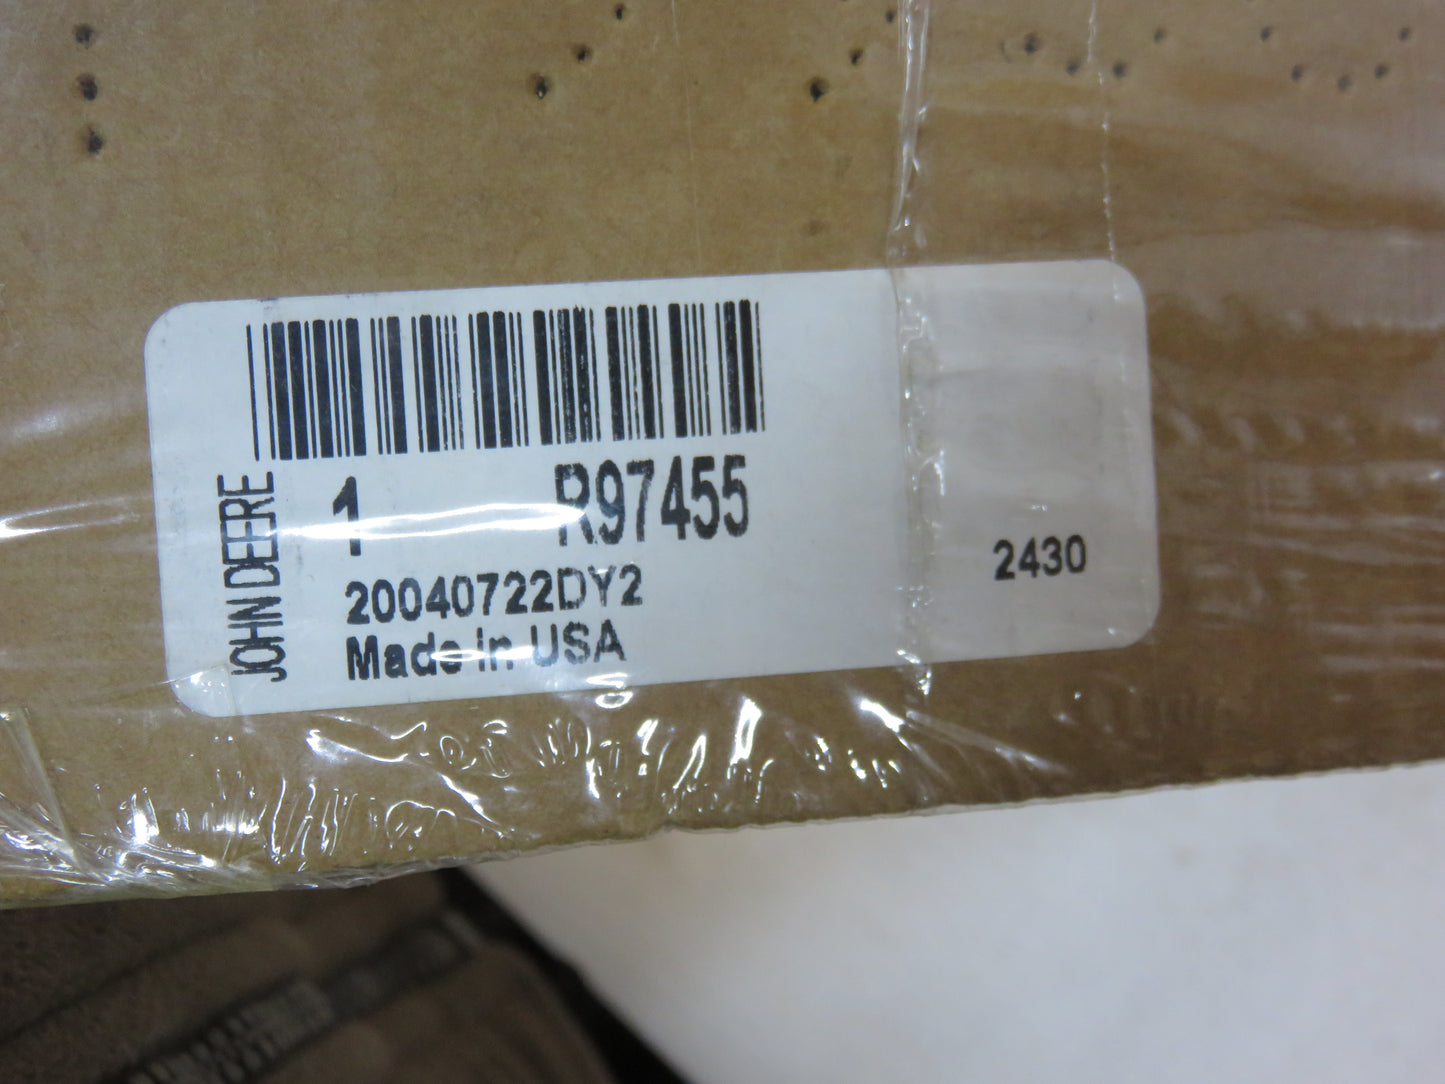 JOHN DEERE
1 R97455
20040722DY2
Made in USA
2430